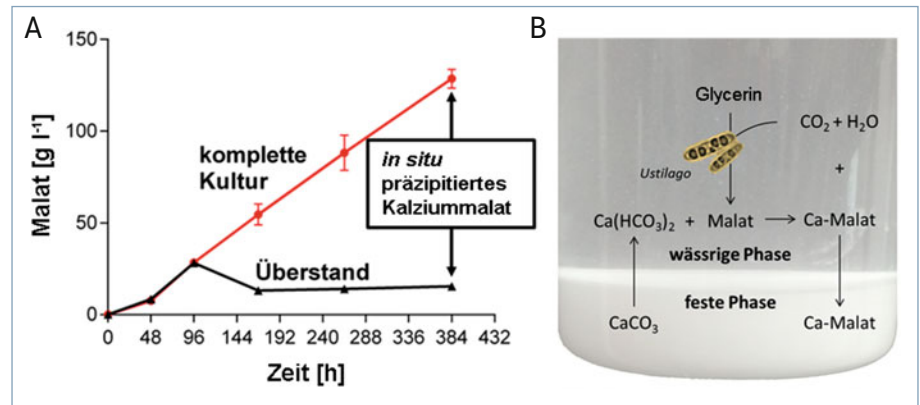 A
150
100
50
0
Malat [g l⁻¹]
komplette
Kultur
Überstand
in situ
präzipitiertes
Kalziummalat
0 48 96 144 192 240 288 336 384 432
Zeit [h]
B
Glycerin
CO₂ + H₂O
Ustilago
+
Ca(HCO₃)₂ + Malat Ca-Malat
wässrige Phase
feste Phase
CaCO₃ Ca-Malat